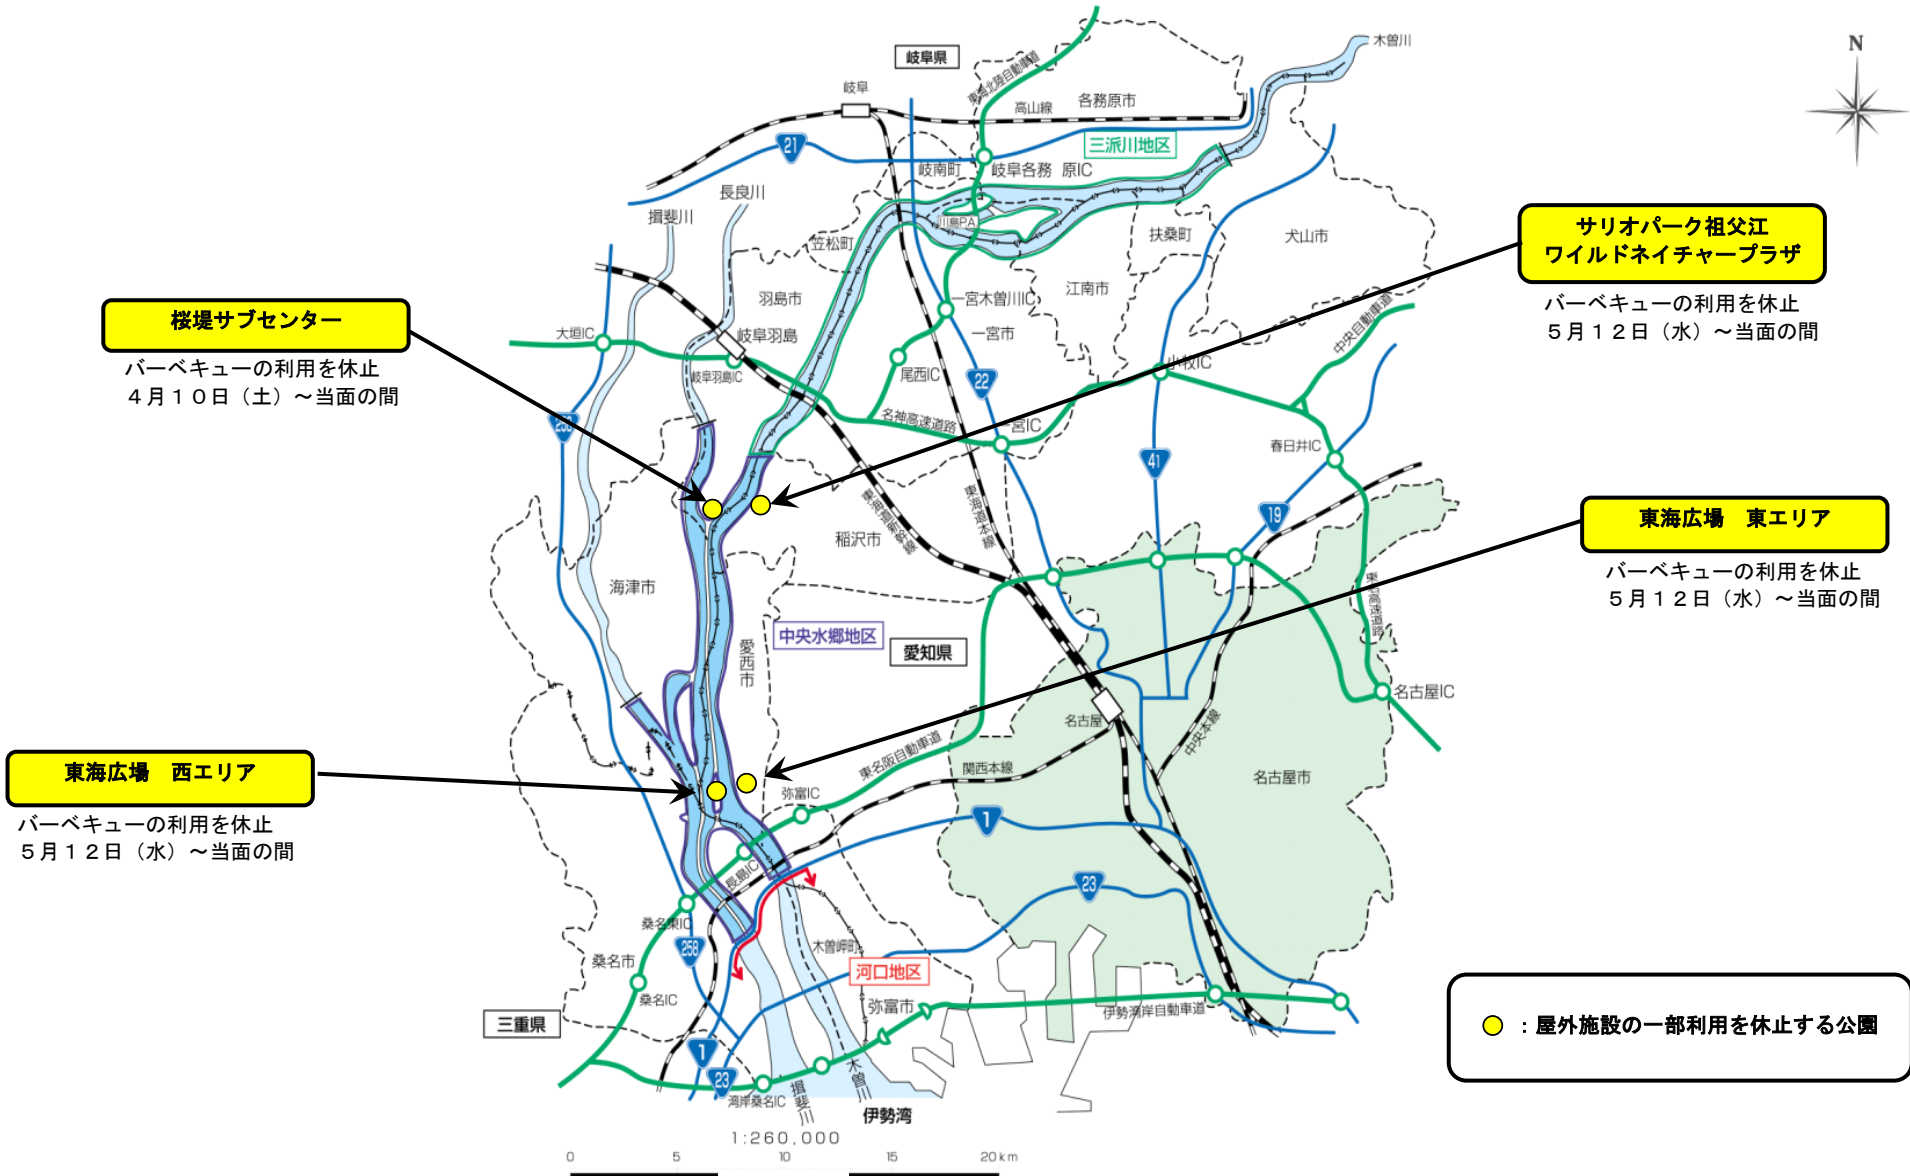 岐阜県
木曽川
N
岐阜
東海北陸自動車道
高山線
各務原市
21
三派川地区
岐南町
岐阜各務 原IC
長良川
揖斐川
川島P.A
笠松町
扶桑町
犬山市
サリオパーク祖父江
ワイルドネイチャープラザ
バーベキューの利用を休止
５月１２日（水）～当面の間
羽島市
江南市
一宮木曽川IC
一宮市
中央自動車道
桜堤サブセンター
バーベキューの利用を休止
４月１０日（土）～当面の間
大垣IC
岐阜羽島
岐阜羽島IC
尾西IC
22
小牧IC
名神高速道路
一宮IC
258
41
春日井IC
東海道新幹線
東海道本線
19
稲沢市
東海広場　東エリア
バーベキューの利用を休止
５月１２日（水）～当面の間
海津市
中央水郷地区
愛知県
愛西市
名古屋IC
名古屋
中央本線
東名阪自動車道
関西本線
名古屋市
東海広場　西エリア
バーベキューの利用を休止
５月１２日（水）～当面の間
弥富IC
1
長島IC
23
桑名東IC
258
木曽岬町
桑名市
河口地区
桑名IC
弥富市
伊勢湾岸自動車道
三重県
：屋外施設の一部利用を休止する公園
1
23
湾岸桑名IC
揖斐川
木曽川
伊勢湾
1:260,000
0 5 10 15 20km